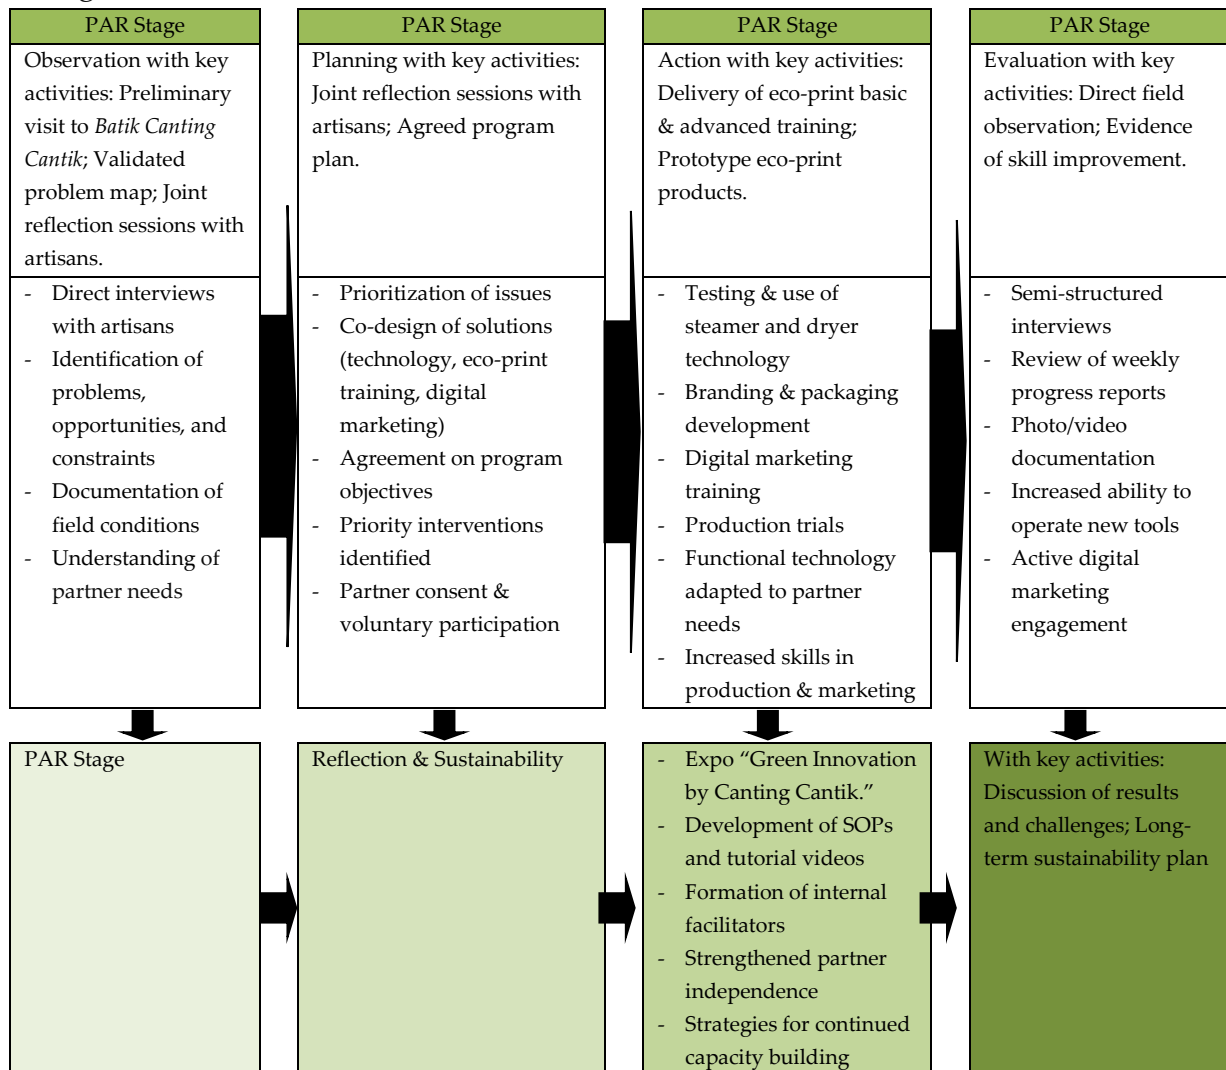 PAR Stage
Observation with key
activities: Preliminary
visit to Batik Canting
Cantik; Validated
problem map; Joint
reflection sessions with
artisans.
- Direct interviews
with artisans
- Identification of
problems,
opportunities, and
constraints
- Documentation of
field conditions
- Understanding of
partner needs
PAR Stage
Planning with key activities:
Joint reflection sessions with
artisans; Agreed program
plan.
- Prioritization of issues
- Co-design of solutions
(technology, eco-print
training, digital
marketing)
- Agreement on program
objectives
- Priority interventions
identified
- Partner consent &
voluntary participation
PAR Stage
Action with key activities:
Delivery of eco-print basic
& advanced training;
Prototype eco-print
products.
- Testing & use of
steamer and dryer
technology
- Branding & packaging
development
- Digital marketing
training
- Production trials
- Functional technology
adapted to partner
needs
- Increased skills in
production & marketing
PAR Stage
Evaluation with key
activities: Direct field
observation; Evidence
of skill improvement.
- Semi-structured
interviews
- Review of weekly
progress reports
- Photo/video
documentation
- Increased ability to
operate new tools
- Active digital
marketing
engagement
PAR Stage
Reflection & Sustainability
- Expo “Green Innovation
by Canting Cantik.”
- Development of SOPs
and tutorial videos
- Formation of internal
facilitators
- Strengthened partner
independence
- Strategies for continued
capacity building
With key activities:
Discussion of results
and challenges; Long-
term sustainability plan